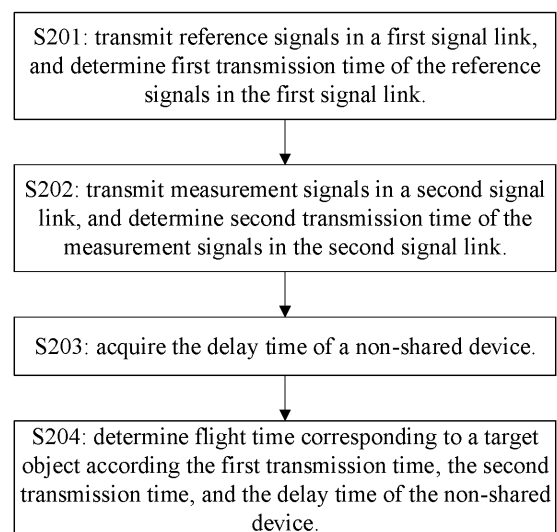 S201: transmit reference signals in a first signal link,
and determine first transmission time of the reference
signals in the first signal link.
S202: transmit measurement signals in a second signal
link, and determine second transmission time of the
measurement signals in the second signal link.
S203: acquire the delay time of a non-shared device.
S204: determine flight time corresponding to a target
object according the first transmission time, the second
transmission time, and the delay time of the non-shared
device.